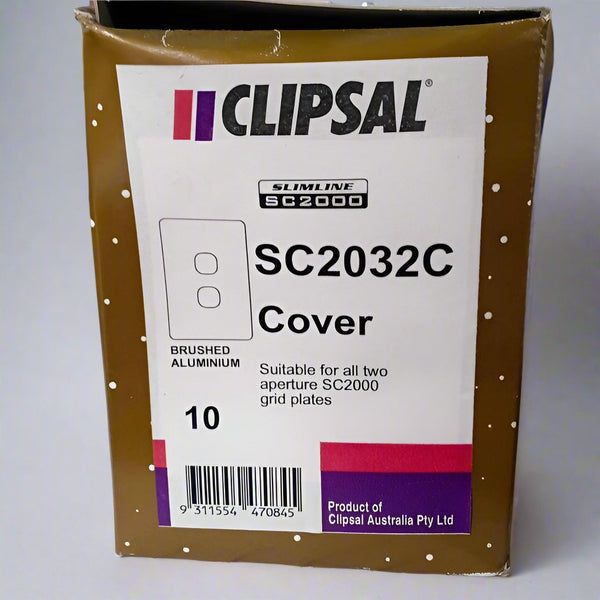 CLIPSAL®
SLIMLINE
SC2000
SC2032C
Cover
BRUSHED
ALUMINIUM
Suitable for all two
aperture SC2000
grid plates
10
9 311554 470845
Product of
Clipsal Australia Pty Ltd